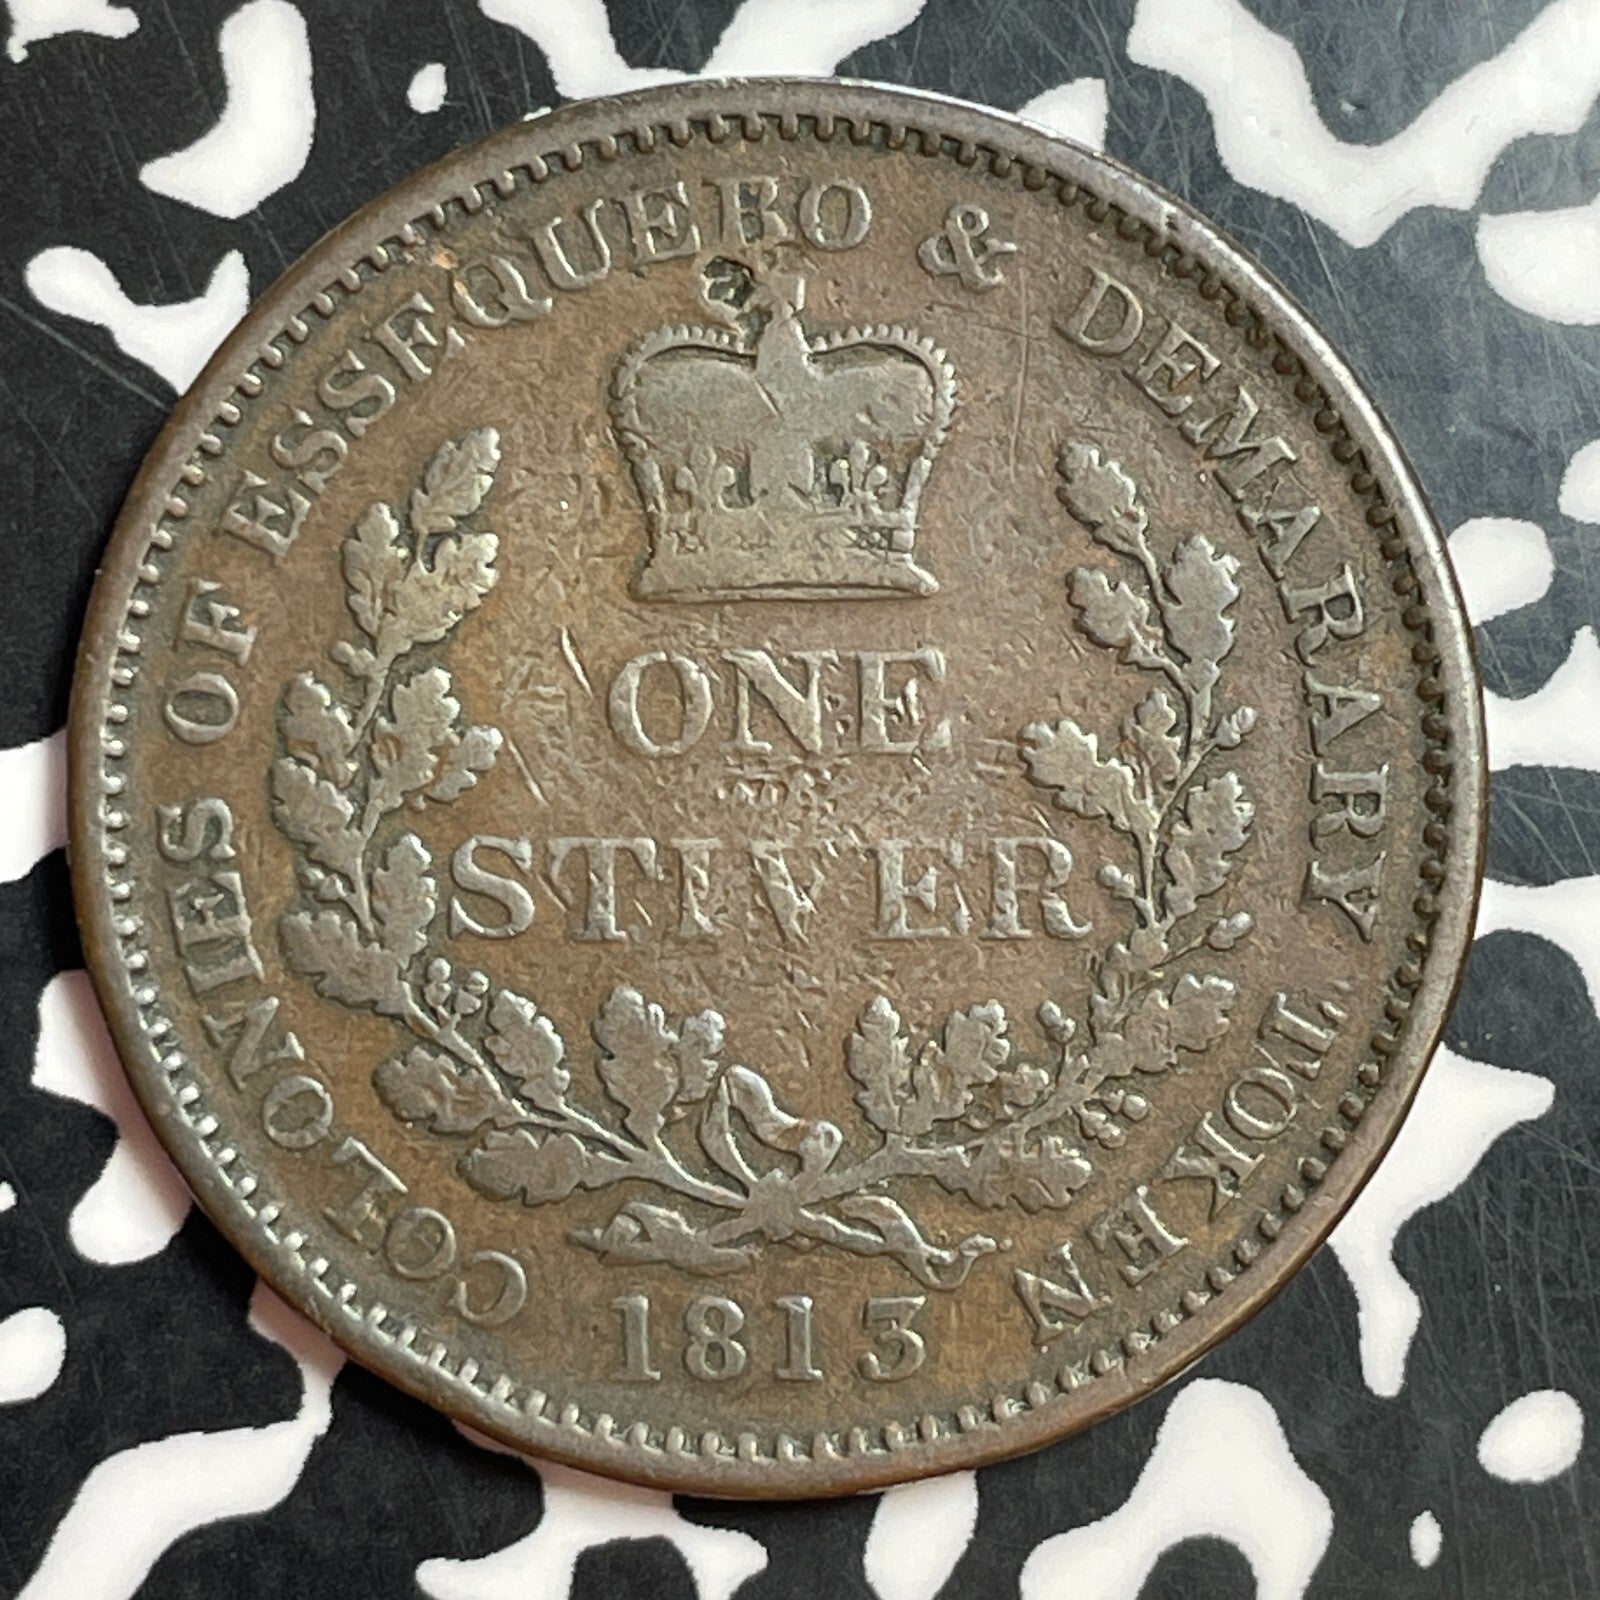 COLONIES OF ESSEQUEBO & DEMARARY TOKEN
ONE
STIVER
1813